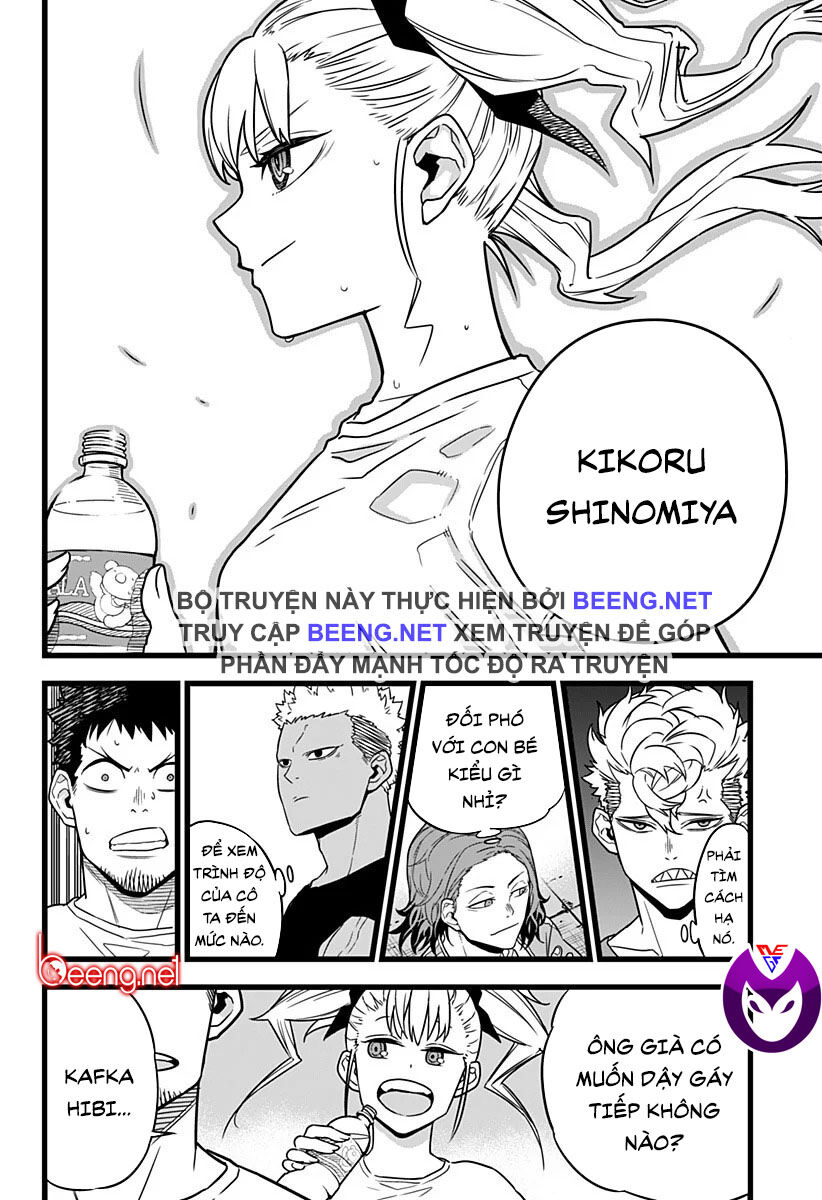 KIKORU
SHINOMIYA
BỘ TRUYỆN NÀY THỰC HIỆN BỞI BEENG.NET
TRUY CẬP BEENG.NET XEM TRUYỆN ĐỂ GÓP
PHẦN ĐẨY MẠNH TỐC ĐỘ RA TRUYỆN
ĐỂ XEM
TRÌNH ĐỘ
CỦA CÔ
TA ĐẾN
MỨC NÀO.
ĐỐI PHÓ
VỚI CON BÉ
KIỂU GÌ
NHỈ?
PHẢI
TÌM
CÁCH
HẠ
NÓ.
beeng.net
KAFKA
HIBI...
ÔNG GIÀ CÓ
MUỐN DẬY GÁY
TIẾP KHÔNG
NÀO?